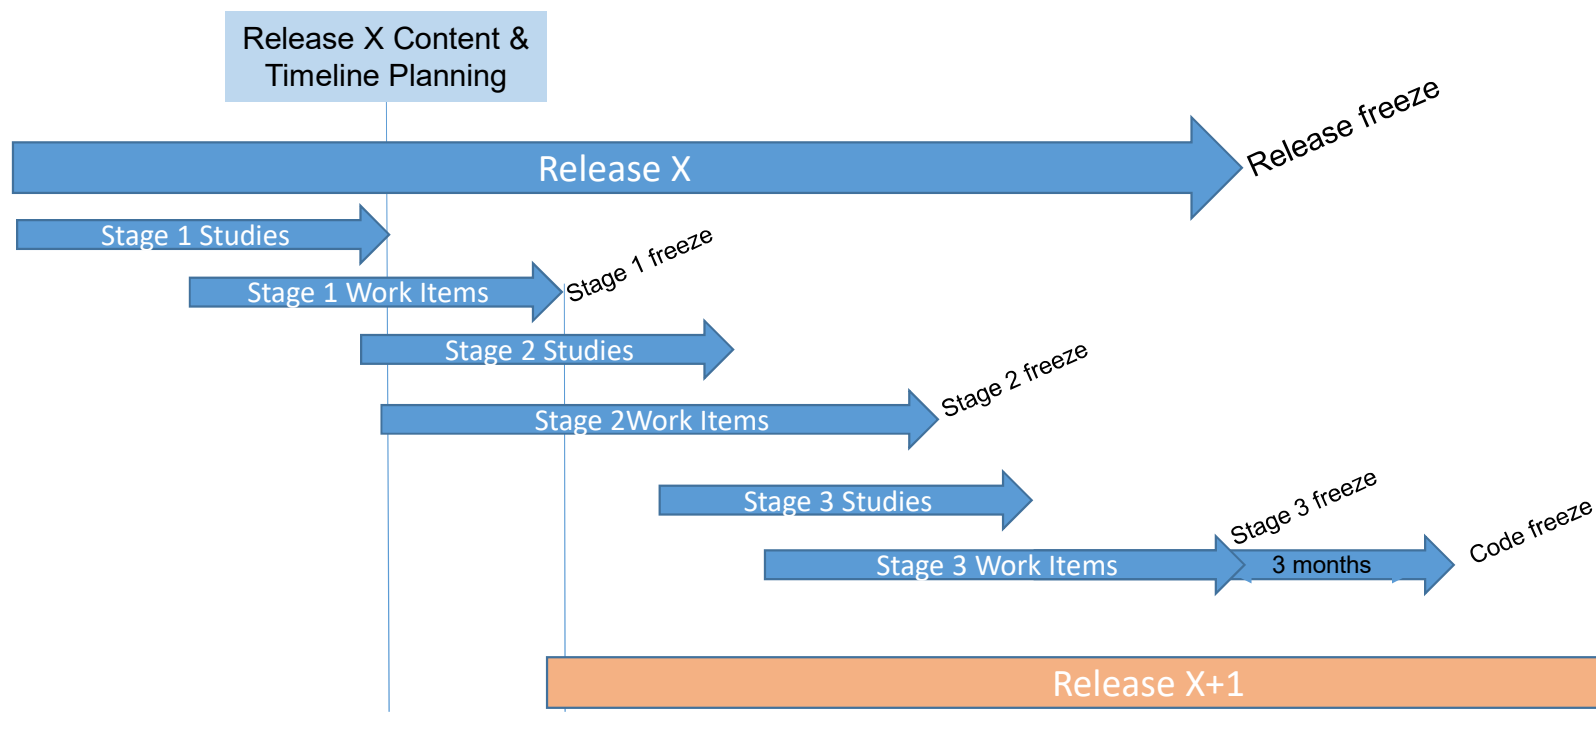 Release X Content &
Timeline Planning
Release freeze
Release X
Stage 1 Studies
Stage 1 freeze
Stage 1 Work Items
Stage 2 Studies
Stage 2 freeze
Stage 2Work Items
Stage 3 Studies
Stage 3 freeze
Code freeze
Stage 3 Work Items
3 months
Release X+1